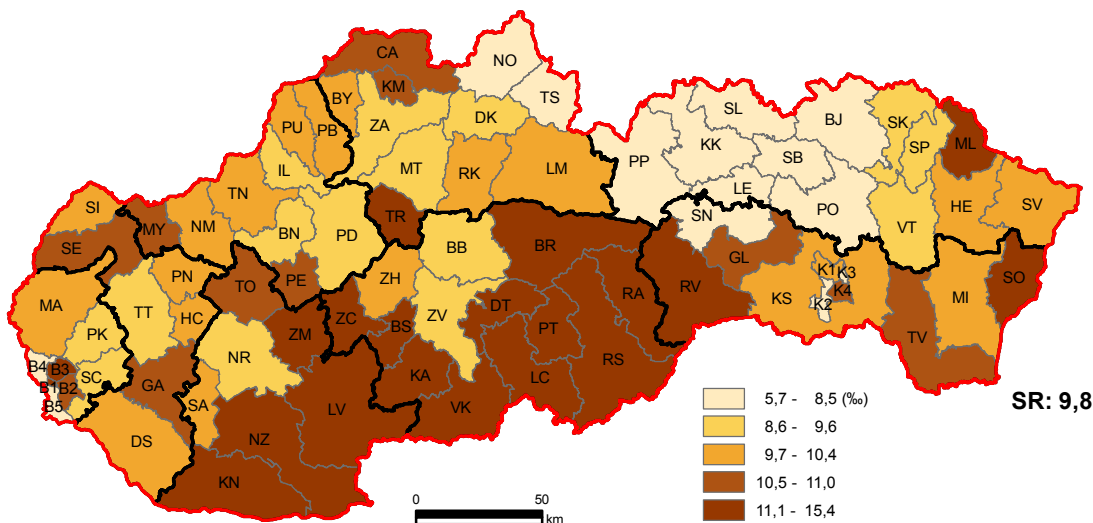 CA
NO
KM
TS
BY
PU
PB
ZA
DK
SL
BJ
SK
SP
ML
IL
MT
RK
LM
PP
KK
SB
LE
PO
SN
HE
SV
VT
SI
SE
MY
NM
TN
BN
PD
TR
BB
BR
GL
RV
KS
K1
K3
K2
K4
SO
MI
TV
MA
PK
TT
PN
HC
TO
PE
ZH
ZC
ZM
BS
DT
ZV
RA
PT
RS
B4
B3
B1
B2
B5
SC
GA
NR
SA
DS
LV
KA
VK
LC
NZ
KN
0 50
km
5,7 - 8,5 (‰)
8,6 - 9,6
9,7 - 10,4
10,5 - 11,0
11,1 - 15,4
SR: 9,8